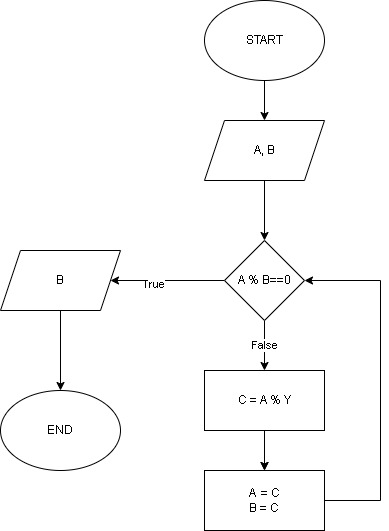 START
A, B
A % B==0
True
B
END
False
C = A % Y
A = C
B = C